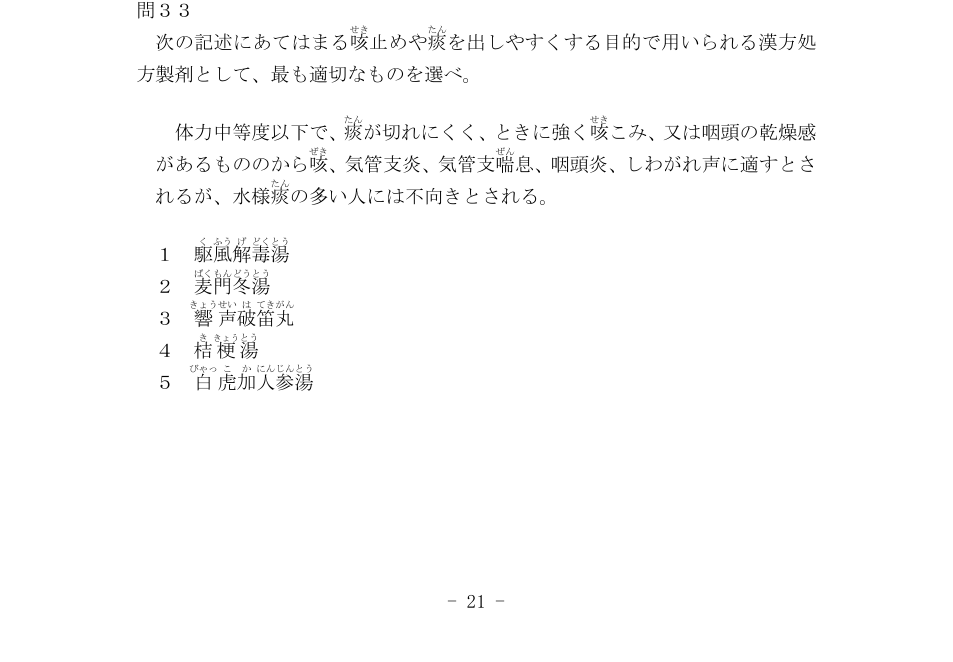 問３３
次の記述にあてはまる咳止めや痰を出しやすくする目的で用いられる漢方処
方製剤として、最も適切なものを選べ。
体力中等度以下で、痰が切れにくく、ときに強く咳こみ、又は咽頭の乾燥感
があるもののから咳、気管支炎、気管支喘息、咽頭炎、しわがれ声に適すとさ
れるが、水様痰の多い人には不向きとされる。
１ 駆風解毒湯
２ 麦門冬湯
３ 響声破笛丸
４ 桔梗湯
５ 白虎加人参湯
- 21 -